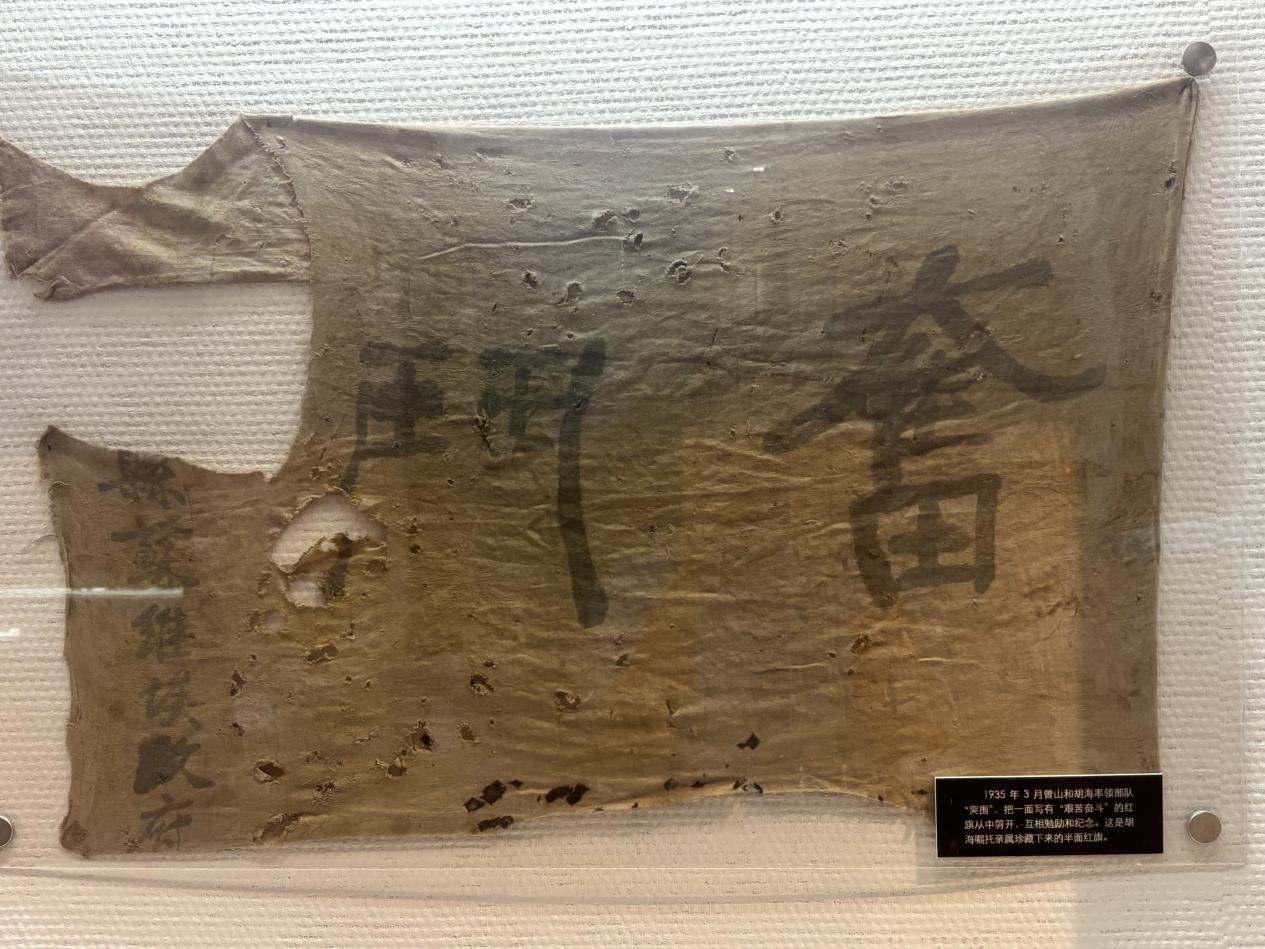 奮鬥
縣蘇維埃政府
1935 年 3 月曾山和胡海率领部队
“突围”，把一面写有“艰苦奋斗”的红
旗从中剪开，互相勉励和纪念。这是胡
海嘱托亲属珍藏下来的半面红旗。